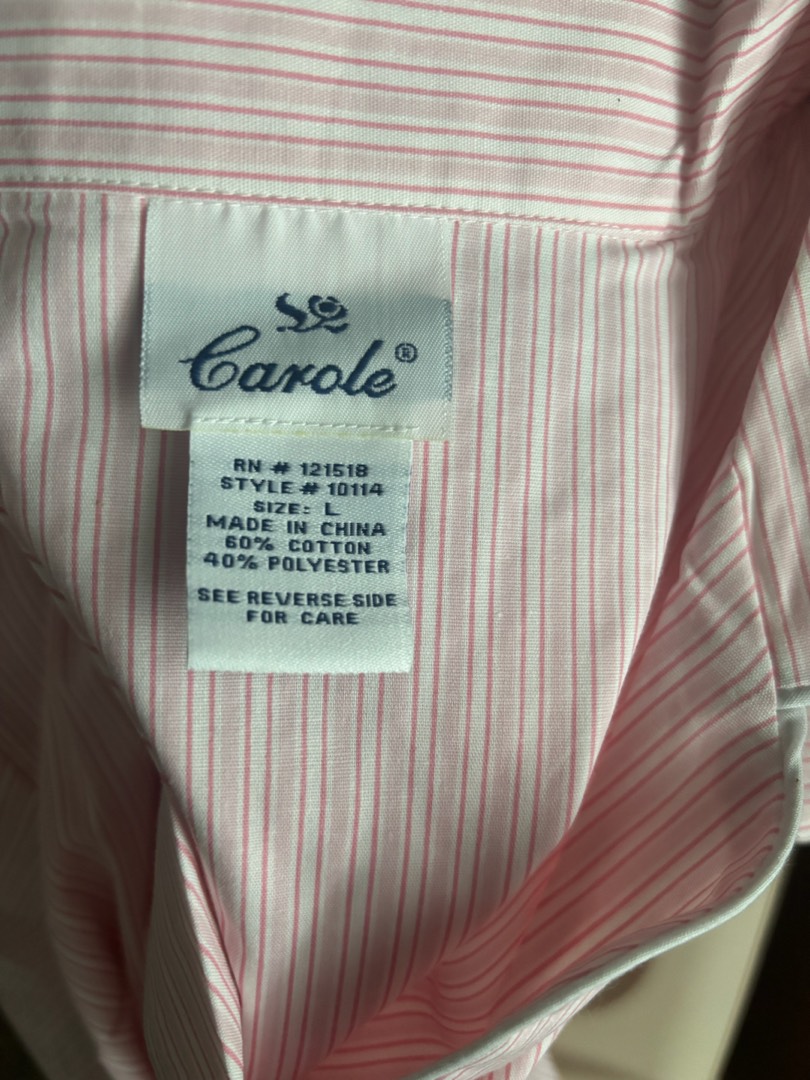 Carole®
RN # 121518
STYLE # 10114
SIZE: L
MADE IN CHINA
60% COTTON
40% POLYESTER
SEE REVERSE SIDE
FOR CARE